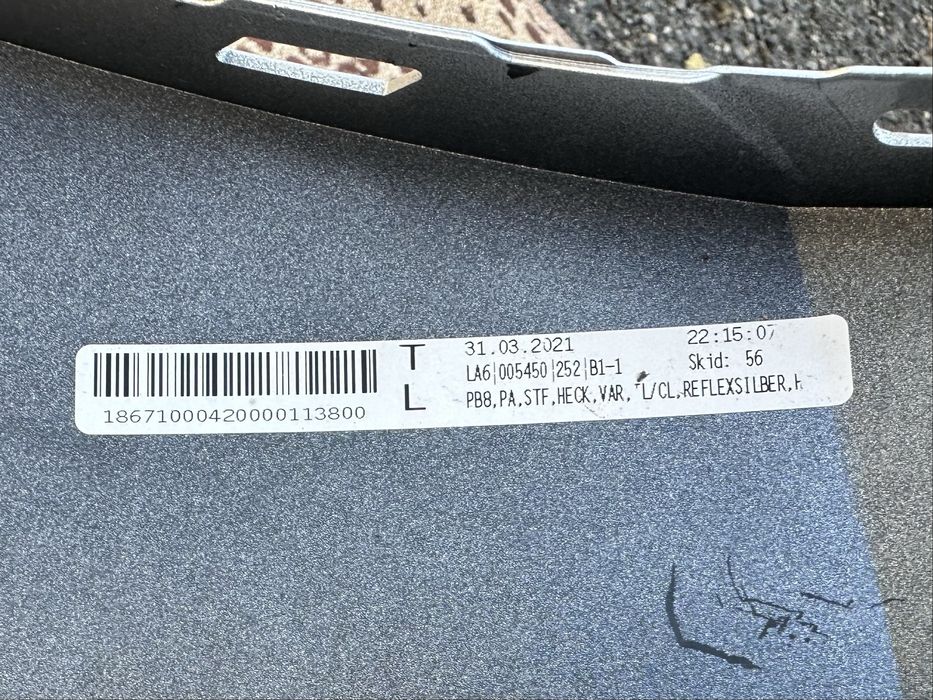 18671000420000113800
T
L
31.03.2021 22:15:07
LA6|005450|252|B1-1 Skid: 56
PB8,PA,STF,HECK,VAR, TL/CL,REFLEXSILBER,H